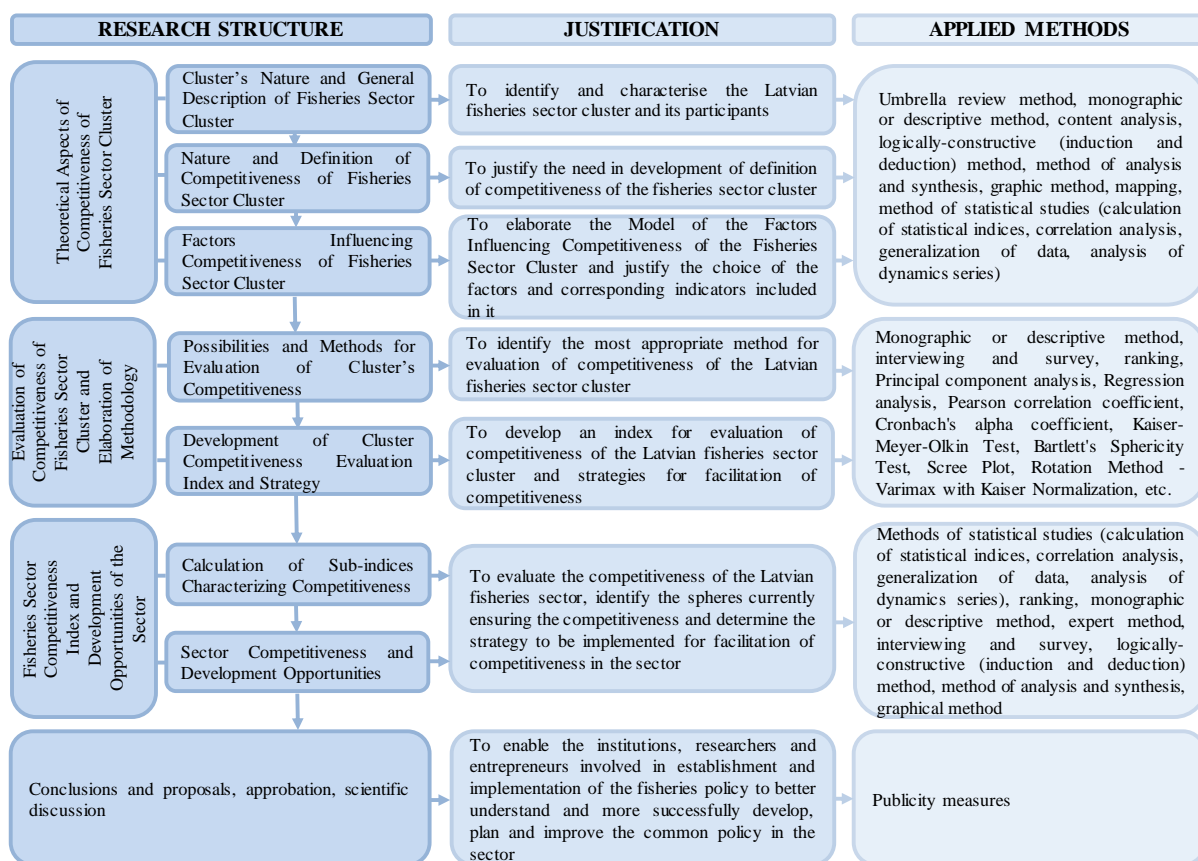 RESEARCH STRUCTURE
JUSTIFICATION
APPLIED METHODS
Theoretical Aspects of
Competitiveness of
Fisheries Sector Cluster
Cluster's Nature and General
Description of Fisheries Sector
Cluster
To identify and characterise the Latvian
fisheries sector cluster and its participants
Nature and Definition of
Competitiveness of Fisheries
Sector Cluster
To justify the need in development of definition
of competitiveness of the fisheries sector cluster
Factors Influencing
Competitiveness of Fisheries
Sector Cluster
To elaborate the Model of the Factors
Influencing Competitiveness of the Fisheries
Sector Cluster and justify the choice of the
factors and corresponding indicators included
in it
Umbrella review method, monographic
or descriptive method, content analysis,
logically-constructive (induction and
deduction) method, method of analysis
and synthesis, graphic method, mapping,
method of statistical studies (calculation
of statistical indices, correlation analysis,
generalization of data, analysis of
dynamics series)
Evaluation of
Competitiveness of
Fisheries Sector
Cluster and
Elaboration of
Methodology
Possibilities and Methods for
Evaluation of Cluster's
Competitiveness
To identify the most appropriate method for
evaluation of competitiveness of the Latvian
fisheries sector cluster
Development of Cluster
Competitiveness Evaluation
Index and Strategy
To develop an index for evaluation of
competitiveness of the Latvian fisheries sector
cluster and strategies for facilitation of
competitiveness
Monographic or descriptive method,
interviewing and survey, ranking,
Principal component analysis, Regression
analysis, Pearson correlation coefficient,
Cronbach's alpha coefficient, Kaiser-
Meyer-Olkin Test, Bartlett's Sphericity
Test, Scree Plot, Rotation Method -
Varimax with Kaiser Normalization, etc.
Fisheries Sector
Competitiveness
Index and
Development
Opportunities of the
Sector
Calculation of Sub-indices
Characterizing Competitiveness
Sector Competitiveness and
Development Opportunities
To evaluate the competitiveness of the Latvian
fisheries sector, identify the spheres currently
ensuring the competitiveness and determine the
strategy to be implemented for facilitation of
competitiveness in the sector
Methods of statistical studies (calculation
of statistical indices, correlation analysis,
generalization of data, analysis of
dynamics series), ranking, monographic
or descriptive method, expert method,
interviewing and survey, logically-
constructive (induction and deduction)
method, method of analysis and synthesis,
graphical method
Conclusions and proposals, approbation, scientific
discussion
To enable the institutions, researchers and
entrepreneurs involved in establishment and
implementation of the fisheries policy to better
understand and more successfully develop,
plan and improve the common policy in the
sector
Publicity measures